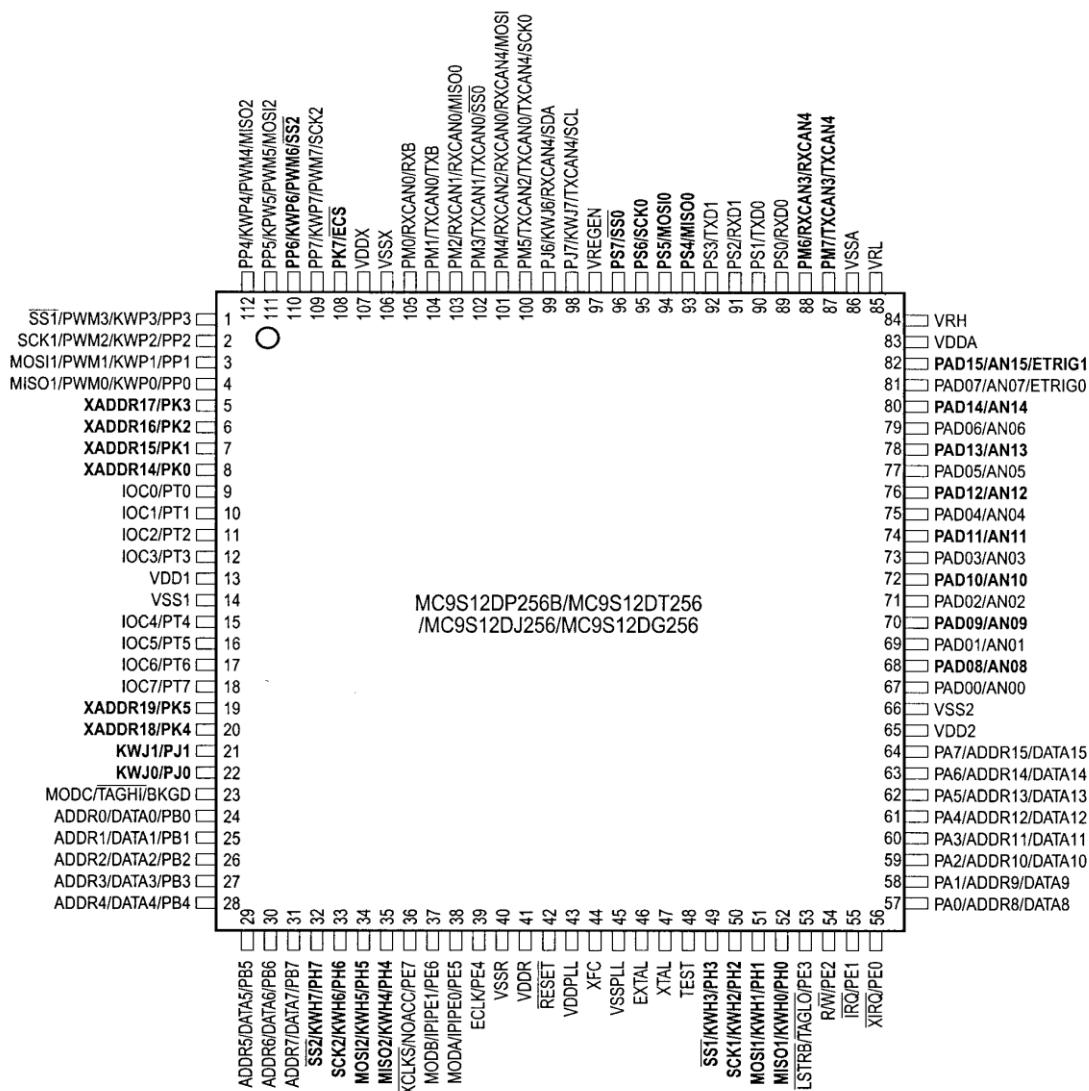 PP4/KWP4/PWM4/MISO2
PP5/KPW5/PWM5/MOSI2
PP6/KWP6/PWM6/SS2
PP7/KWP7/PWM7/SCK2
PK7/ECS
VDDX
VSSX
PM0/RXCAN0/RXB
PM1/TXCAN0/TXB
PM2/RXCAN1/RXCAN0/MISO0
PM3/TXCAN1/TXCAN0/SS0
PM4/RXCAN2/RXCAN0/RXCAN4/MOSI
PM5/TXCAN2/TXCAN0/TXCAN4/SCK0
PJ6/KWJ6/RXCAN4/SDA
PJ7/KWJ7/TXCAN4/SCL
VREGEN
PS7/SS0
PS6/SCK0
PS5/MOSI0
PS4/MISO0
PS3/TXD1
PS2/RXD1
PS1/TXD0
PS0/RXD0
PM6/RXCAN3/RXCAN4
PM7/TXCAN3/TXCAN4
VSSA
VRL
112 111 110 109 108 107 106 105 104 103 102 101 100 99 98 97 96 95 94 93 92 91 90 89 88 87 86 85
SS1/PWM3/KWP3/PP3 1
SCK1/PWM2/KWP2/PP2 2
MOSI1/PWM1/KWP1/PP1 3
MISO1/PWM0/KWP0/PP0 4
XADDR17/PK3 5
XADDR16/PK2 6
XADDR15/PK1 7
XADDR14/PK0 8
IOC0/PT0 9
IOC1/PT1 10
IOC2/PT2 11
IOC3/PT3 12
VDD1 13
VSS1 14
IOC4/PT4 15
IOC5/PT5 16
IOC6/PT6 17
IOC7/PT7 18
XADDR19/PK5 19
XADDR18/PK4 20
KWJ1/PJ1 21
KWJ0/PJ0 22
MODC/TAGHI/BKGD 23
ADDR0/DATA0/PB0 24
ADDR1/DATA1/PB1 25
ADDR2/DATA2/PB2 26
ADDR3/DATA3/PB3 27
ADDR4/DATA4/PB4 28
MC9S12DP256B/MC9S12DT256
/MC9S12DJ256/MC9S12DG256
84 VRH
83 VDDA
82 PAD15/AN15/ETRIG1
81 PAD07/AN07/ETRIG0
80 PAD14/AN14
79 PAD06/AN06
78 PAD13/AN13
77 PAD05/AN05
76 PAD12/AN12
75 PAD04/AN04
74 PAD11/AN11
73 PAD03/AN03
72 PAD10/AN10
71 PAD02/AN02
70 PAD09/AN09
69 PAD01/AN01
68 PAD08/AN08
67 PAD00/AN00
66 VSS2
65 VDD2
64 PA7/ADDR15/DATA15
63 PA6/ADDR14/DATA14
62 PA5/ADDR13/DATA13
61 PA4/ADDR12/DATA12
60 PA3/ADDR11/DATA11
59 PA2/ADDR10/DATA10
58 PA1/ADDR9/DATA9
57 PA0/ADDR8/DATA8
29 30 31 32 33 34 35 36 37 38 39 40 41 42 43 44 45 46 47 48 49 50 51 52 53 54 55 56
ADDR5/DATA5/PB5
ADDR6/DATA6/PB6
ADDR7/DATA7/PB7
SS2/KWH7/PH7
SCK2/KWH6/PH6
MOSI2/KWH5/PH5
MISO2/KWH4/PH4
XCLKS/NOACC/PE7
MODB/PIPE1/PE6
MODA/IPIPE0/PE5
ECLK/PE4
VSSR
VDDR
RESET
VDDPLL
XFC
VSSPLL
EXTAL
XTAL
TEST
SS1/KWH3/PH3
SCK1/KWH2/PH2
MOSI1/KWH1/PH1
MISO1/KWH0/PH0
LSTRB/TAGLO/PE3
R/W/PE2
IRQ/PE1
XIRQ/PE0